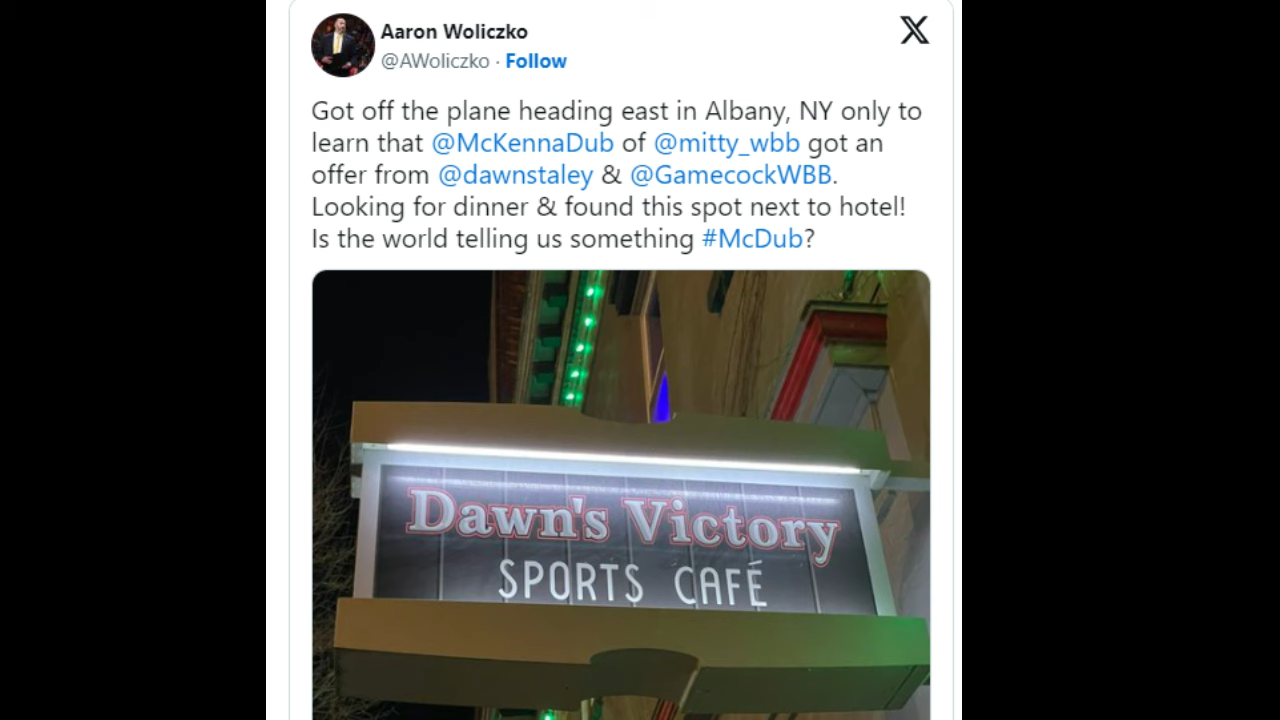 Aaron Woliczko
@AWoliczko · Follow
Got off the plane heading east in Albany, NY only to
learn that @McKennaDub of @mitty_wbb got an
offer from @dawnstaley & @GamecockWBB.
Looking for dinner & found this spot next to hotel!
Is the world telling us something #McDub?
Dawn's Victory
SPORTS CAFÉ